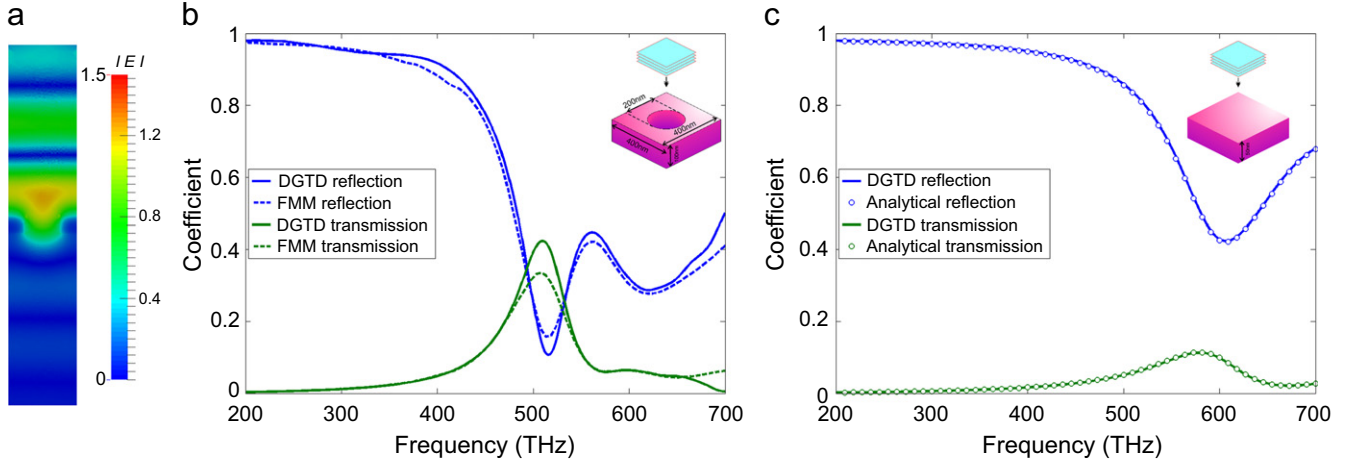 a
I E I
1.5
1.2
0.8
0.4
0
b
1
0.8
0.6
0.4
0.2
0
Coefficient
200nm
400nm
400nm
DGTD reflection
FMM reflection
DGTD transmission
FMM transmission
200 300 400 500 600 700
Frequency (THz)
c
1
0.8
0.6
0.4
0.2
0
Coefficient
DGTD reflection
Analytical reflection
DGTD transmission
Analytical transmission
200 300 400 500 600 700
Frequency (THz)